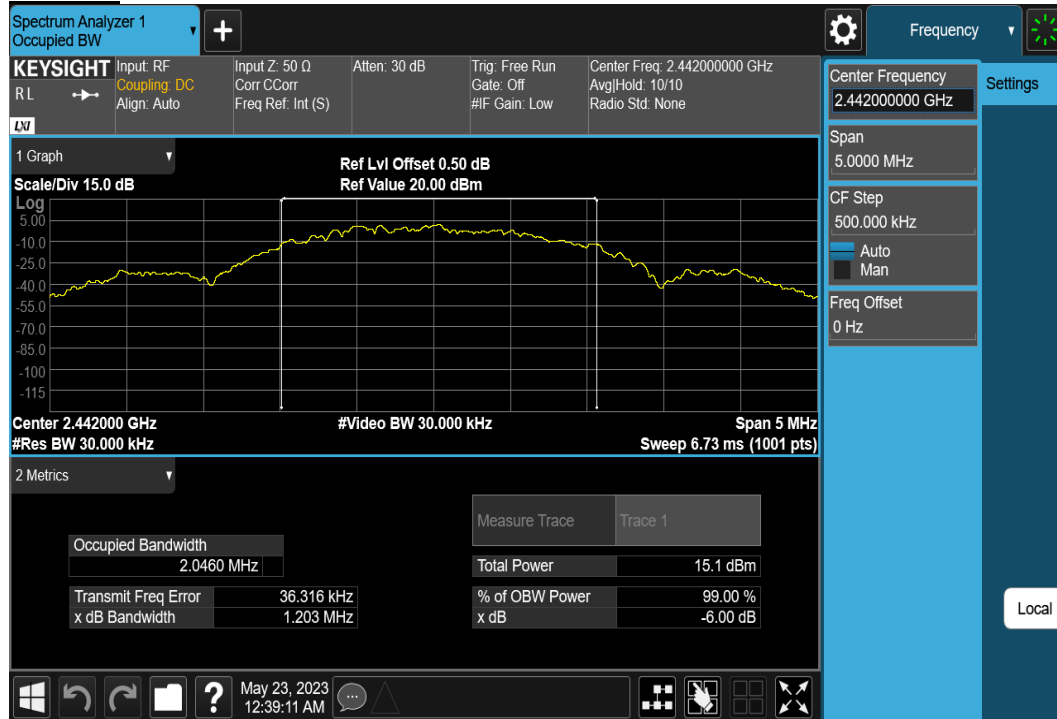 Spectrum Analyzer 1
Occupied BW
Frequency
KEYSIGHT
R L
LXI
Input: RF
Coupling: DC
Align: Auto
Input Z: 50 Ω
Corr CCorr
Freq Ref: Int (S)
Atten: 30 dB
Trig: Free Run
Gate: Off
#IF Gain: Low
Center Freq: 2.442000000 GHz
Avg|Hold: 10/10
Radio Std: None
Center Frequency
2.442000000 GHz
Settings
Span
5.0000 MHz
CF Step
500.000 kHz
Auto
Man
Freq Offset
0 Hz
Local
1 Graph
Scale/Div 15.0 dB
Ref Lvl Offset 0.50 dB
Ref Value 20.00 dBm
Log
5.00
-10.0
-25.0
-40.0
-55.0
-70.0
-85.0
-100
-115
Center 2.442000 GHz
#Res BW 30.000 kHz
#Video BW 30.000 kHz
Span 5 MHz
Sweep 6.73 ms (1001 pts)
2 Metrics
Measure Trace Trace 1
Occupied Bandwidth
2.0460 MHz
Total Power 15.1 dBm
Transmit Freq Error 36.316 kHz
% of OBW Power 99.00 %
x dB Bandwidth 1.203 MHz
x dB -6.00 dB
?
May 23, 2023
12:39:11 AM